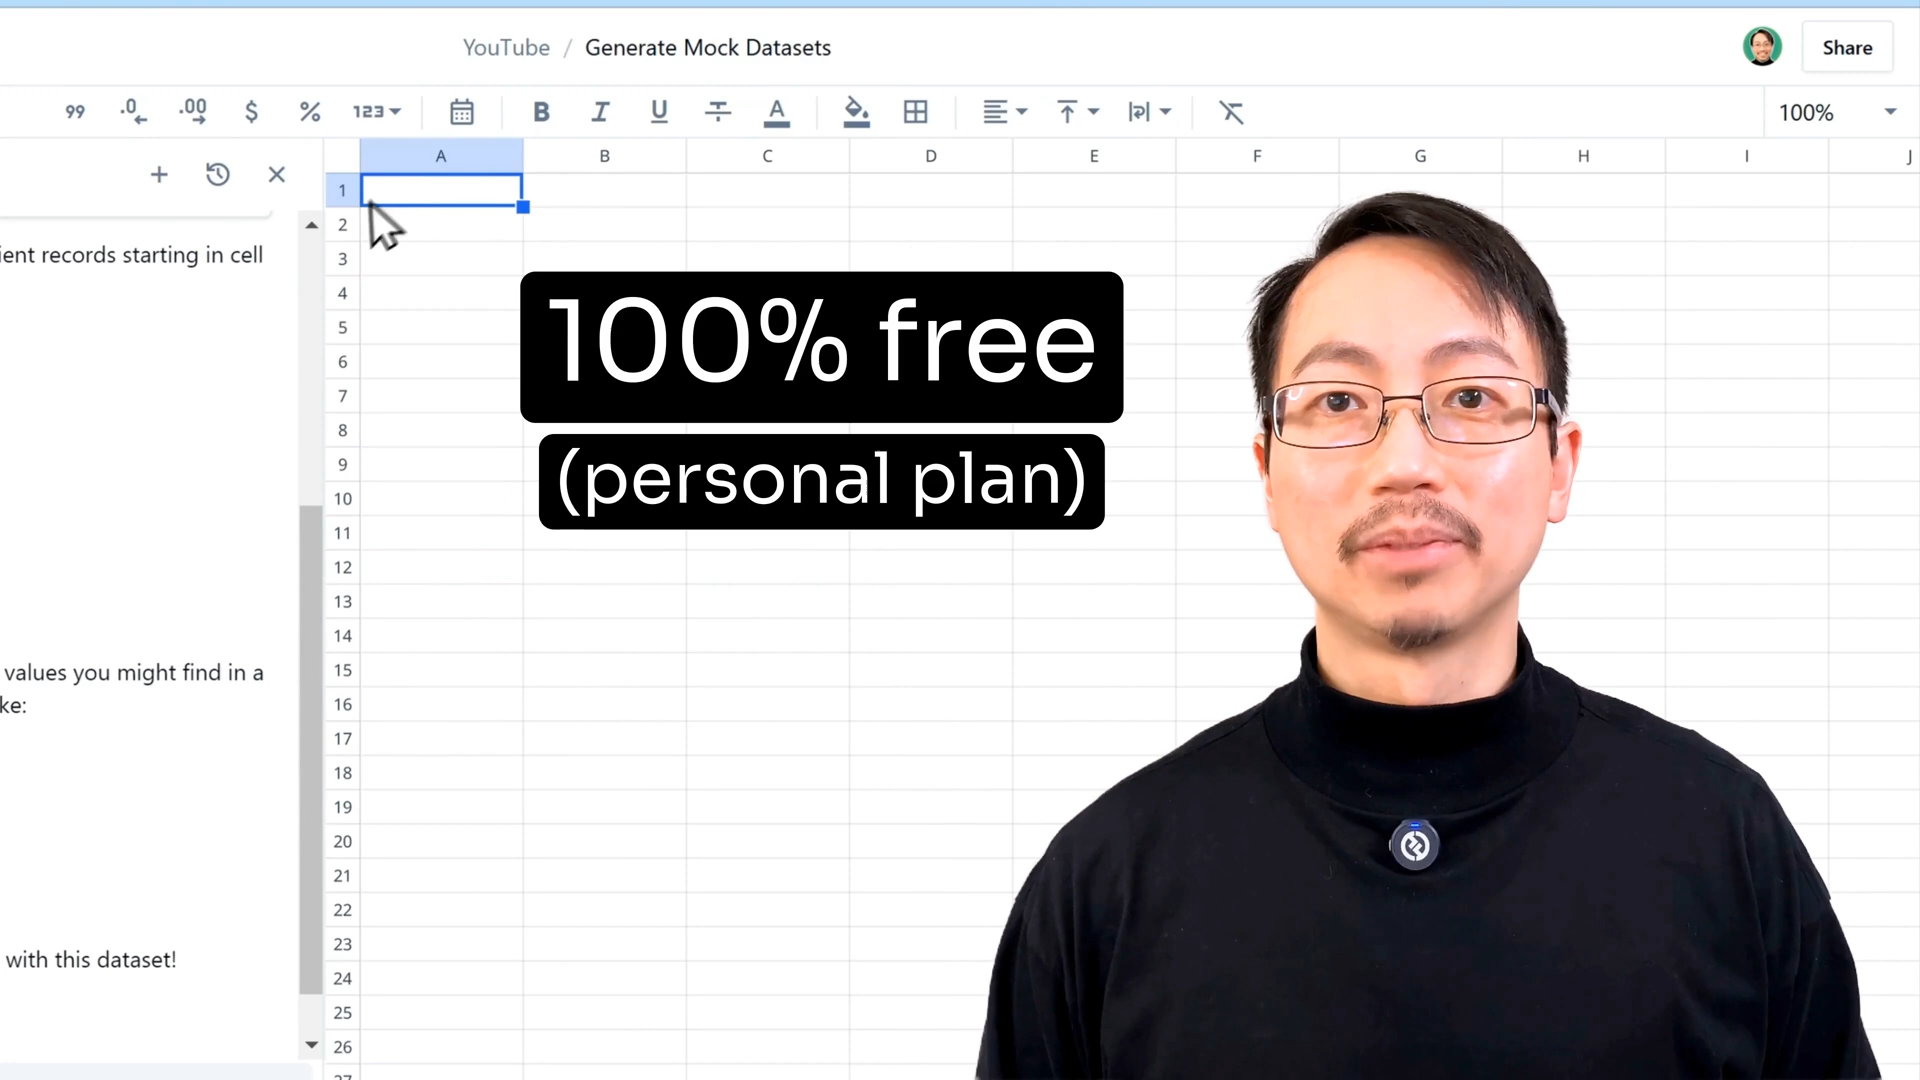 YouTube / Generate Mock Datasets
Share
99 .0 .00 $ % 123 B I U A 100%
A B C D E F G H I J
1
2
ient records starting in cell
3
4
5
6
7
8
9
10
11
12
13
14
15
16
17
18
19
20
21
22
23
24
25
26
27
100% free
(personal plan)
values you might find in a
ke:
with this dataset!